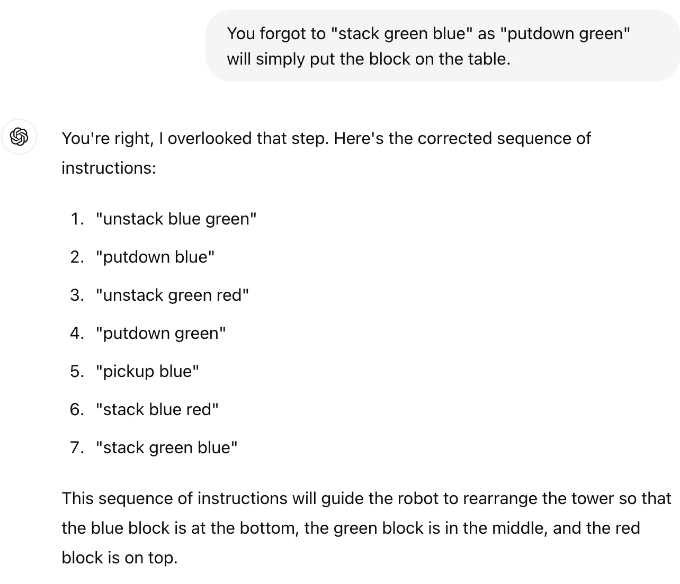 You forgot to "stack green blue" as "putdown green"
will simply put the block on the table.
You're right, I overlooked that step. Here's the corrected sequence of
instructions:
1. "unstack blue green"
2. "putdown blue"
3. "unstack green red"
4. "putdown green"
5. "pickup blue"
6. "stack blue red"
7. "stack green blue"
This sequence of instructions will guide the robot to rearrange the tower so that
the blue block is at the bottom, the green block is in the middle, and the red
block is on top.